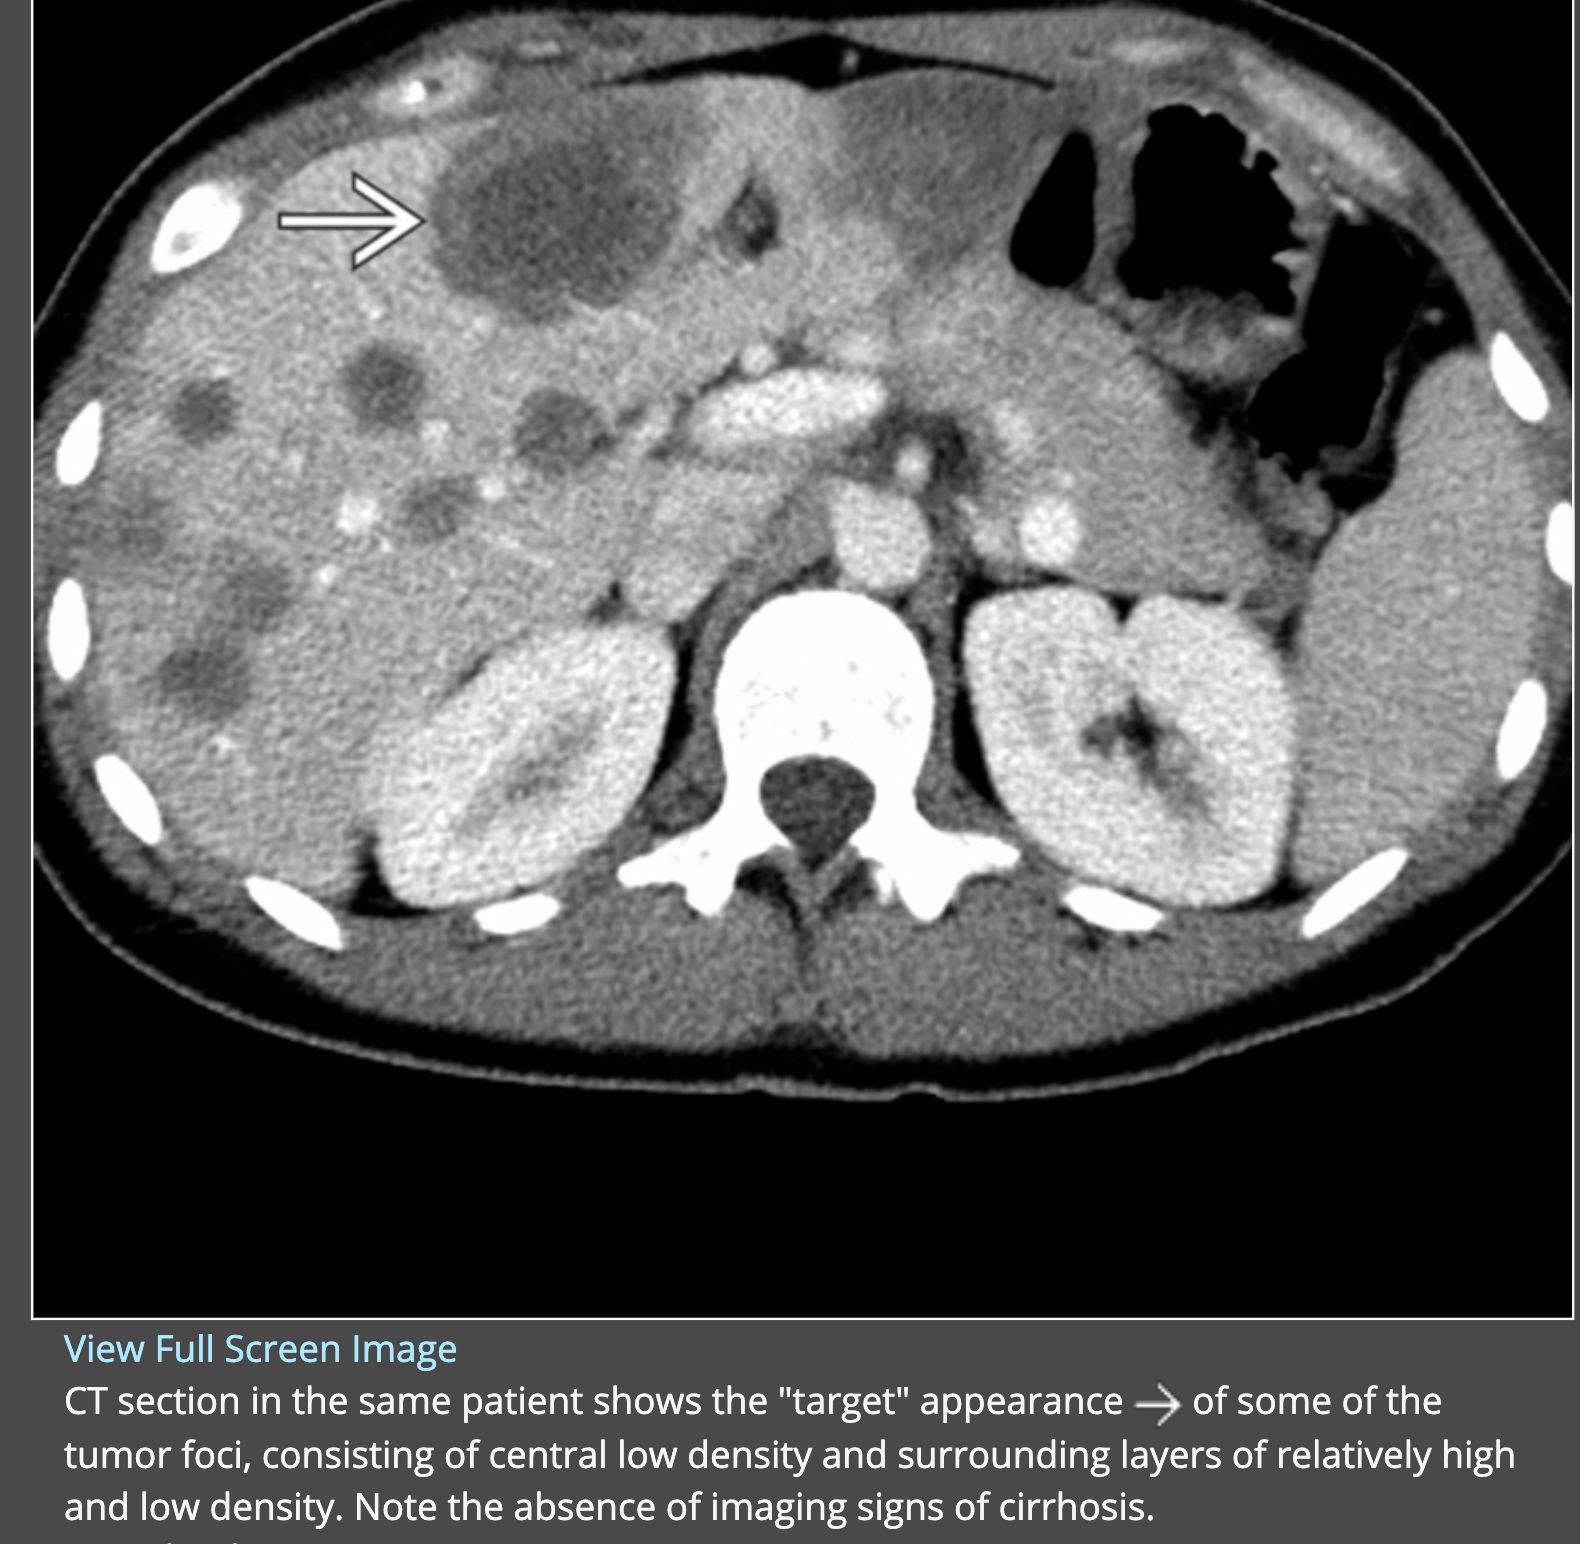 View Full Screen Image
CT section in the same patient shows the "target" appearance → of some of the
tumor foci, consisting of central low density and surrounding layers of relatively high
and low density. Note the absence of imaging signs of cirrhosis.